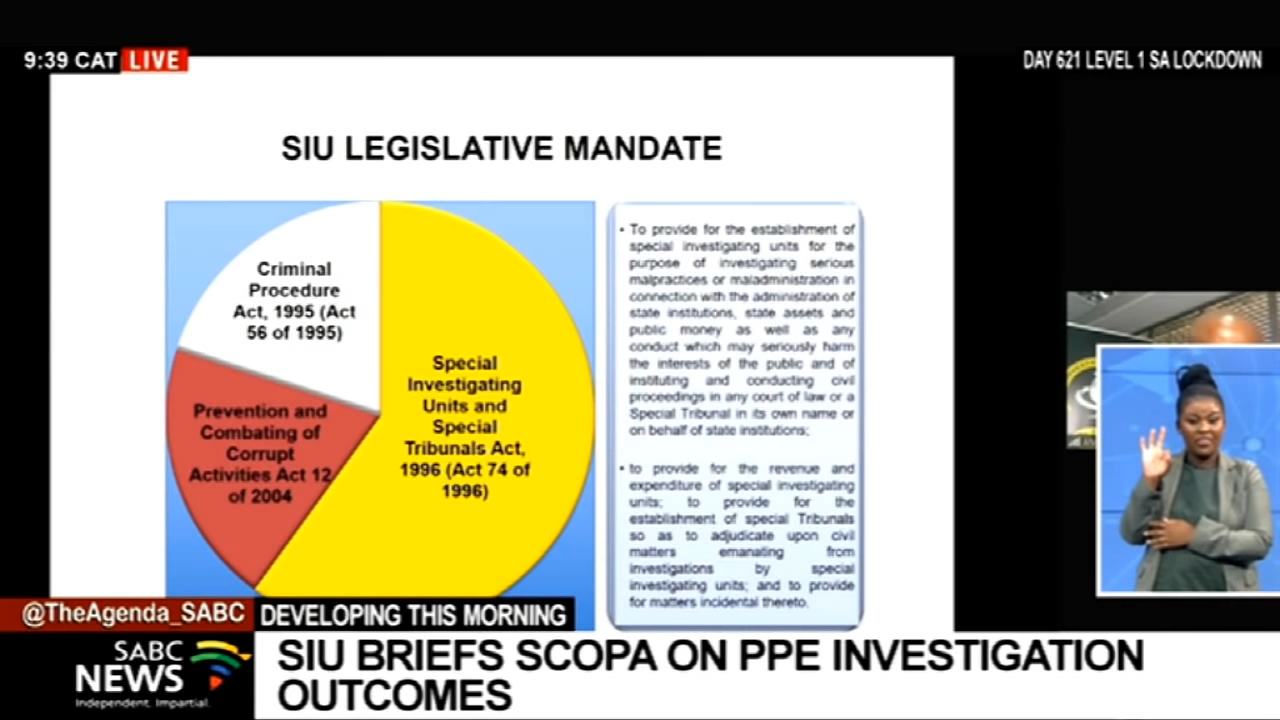 9:39 CAT LIVE
DAY 621 LEVEL 1 SA LOCKDOWN
SIU LEGISLATIVE MANDATE
Criminal
Procedure
Act, 1995 (Act
56 of 1995)
Prevention and
Combating of
Corrupt
Activities Act 12
of 2004
Special
Investigating
Units and
Special
Tribunals Act,
1996 (Act 74 of
1996)
• To provide for the establishment of
special investigating units for the
purpose of investigating serious
malpractices or maladministration in
connection with the administration of
state institutions, state assets and
public money as well as any
conduct which may seriously harm
the interests of the public and of
instituting and conducting civil
proceedings in any court of law or a
Special Tribunal in its own name or
on behalf of state institutions;
• to provide for the revenue and
expenditure of special investigating
units; to provide for the
establishment of special Tribunals
so as to adjudicate upon civil
matters emanating from
investigations by special
investigating units; and to provide
for matters incidental thereto.
@TheAgenda_SABC DEVELOPING THIS MORNING
SABC
NEWS
Independent. Impartial.
SIU BRIEFS SCOPA ON PPE INVESTIGATION
OUTCOMES